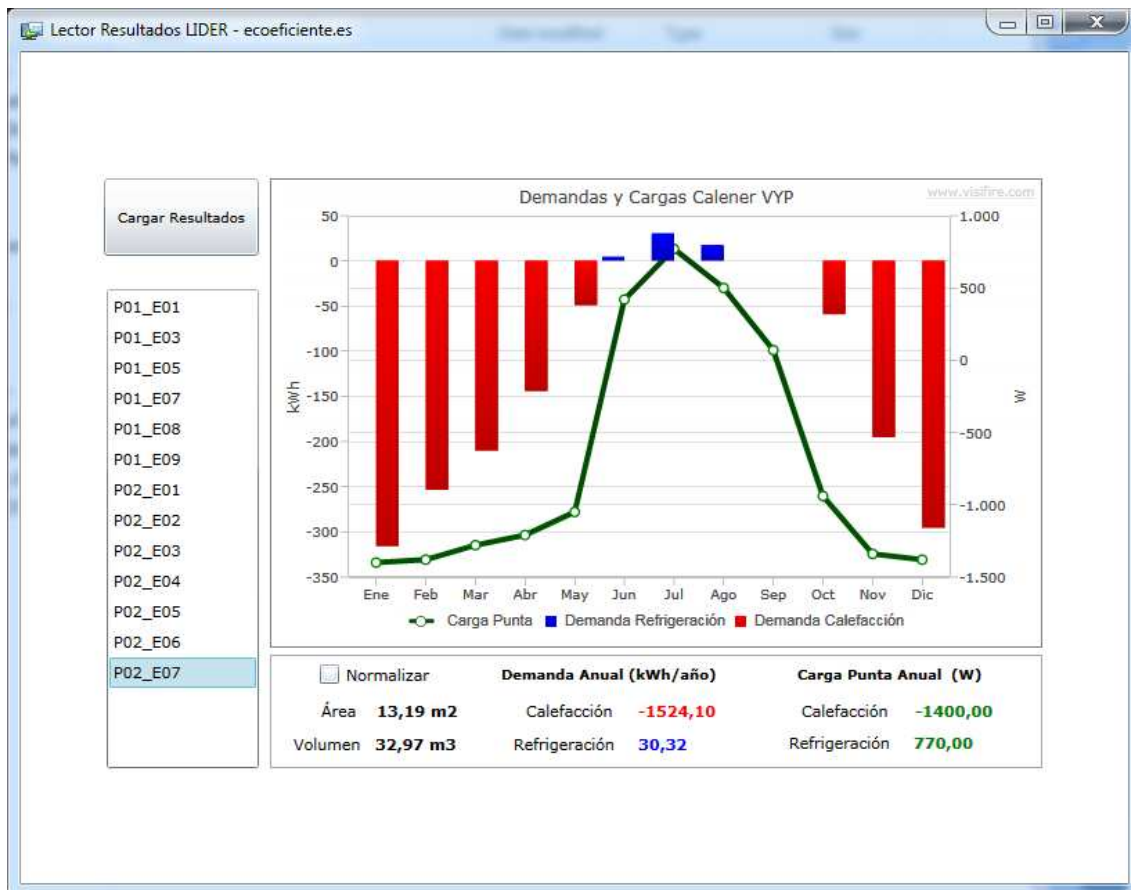 Lector Resultados LIDER - ecoeficiente.es
Date modified Type Size
Cargar Resultados
P01_E01
P01_E03
P01_E05
P01_E07
P01_E08
P01_E09
P02_E01
P02_E02
P02_E03
P02_E04
P02_E05
P02_E06
P02_E07
Demandas y Cargas Calener VYP
www.visifire.com
50
0
-50
-100
-150
-200
-250
-300
-350
kWh
1.000
500
0
-500
-1.000
-1.500
W
Ene Feb Mar Abr May Jun Jul Ago Sep Oct Nov Dic
Carga Punta Demanda Refrigeración Demanda Calefacción
Normalizar Demanda Anual (kWh/año) Carga Punta Anual (W)
Área 13,19 m2 Calefacción -1524,10 Calefacción -1400,00
Volumen 32,97 m3 Refrigeración 30,32 Refrigeración 770,00